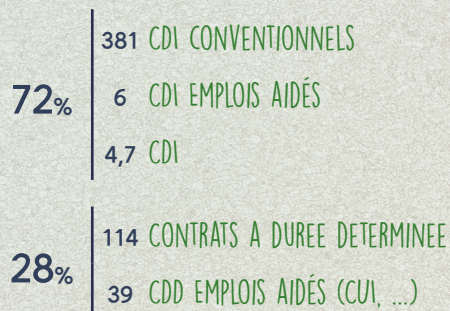 72%
381 CDI CONVENTIONNELS
6 CDI EMPLOIS AIDÉS
4,7 CDI
28%
114 CONTRATS A DUREE DETERMINEE
39 CDD EMPLOIS AIDÉS (CUI, ...)